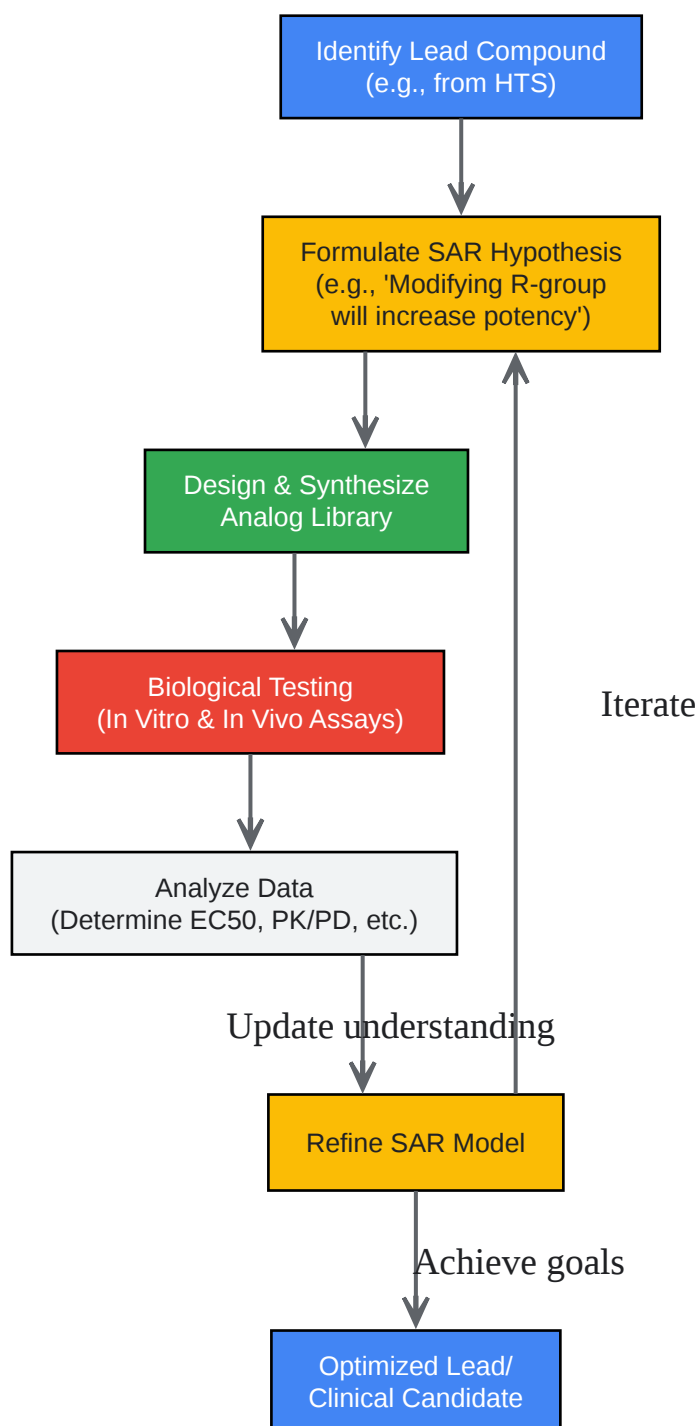 Identify Lead Compound
(e.g., from HTS)
Formulate SAR Hypothesis
(e.g., 'Modifying R-group
will increase potency')
Design & Synthesize
Analog Library
Biological Testing
(In Vitro & In Vivo Assays)
Iterate
Analyze Data
(Determine EC50, PK/PD, etc.)
Update understanding
Refine SAR Model
Achieve goals
Optimized Lead/
Clinical Candidate